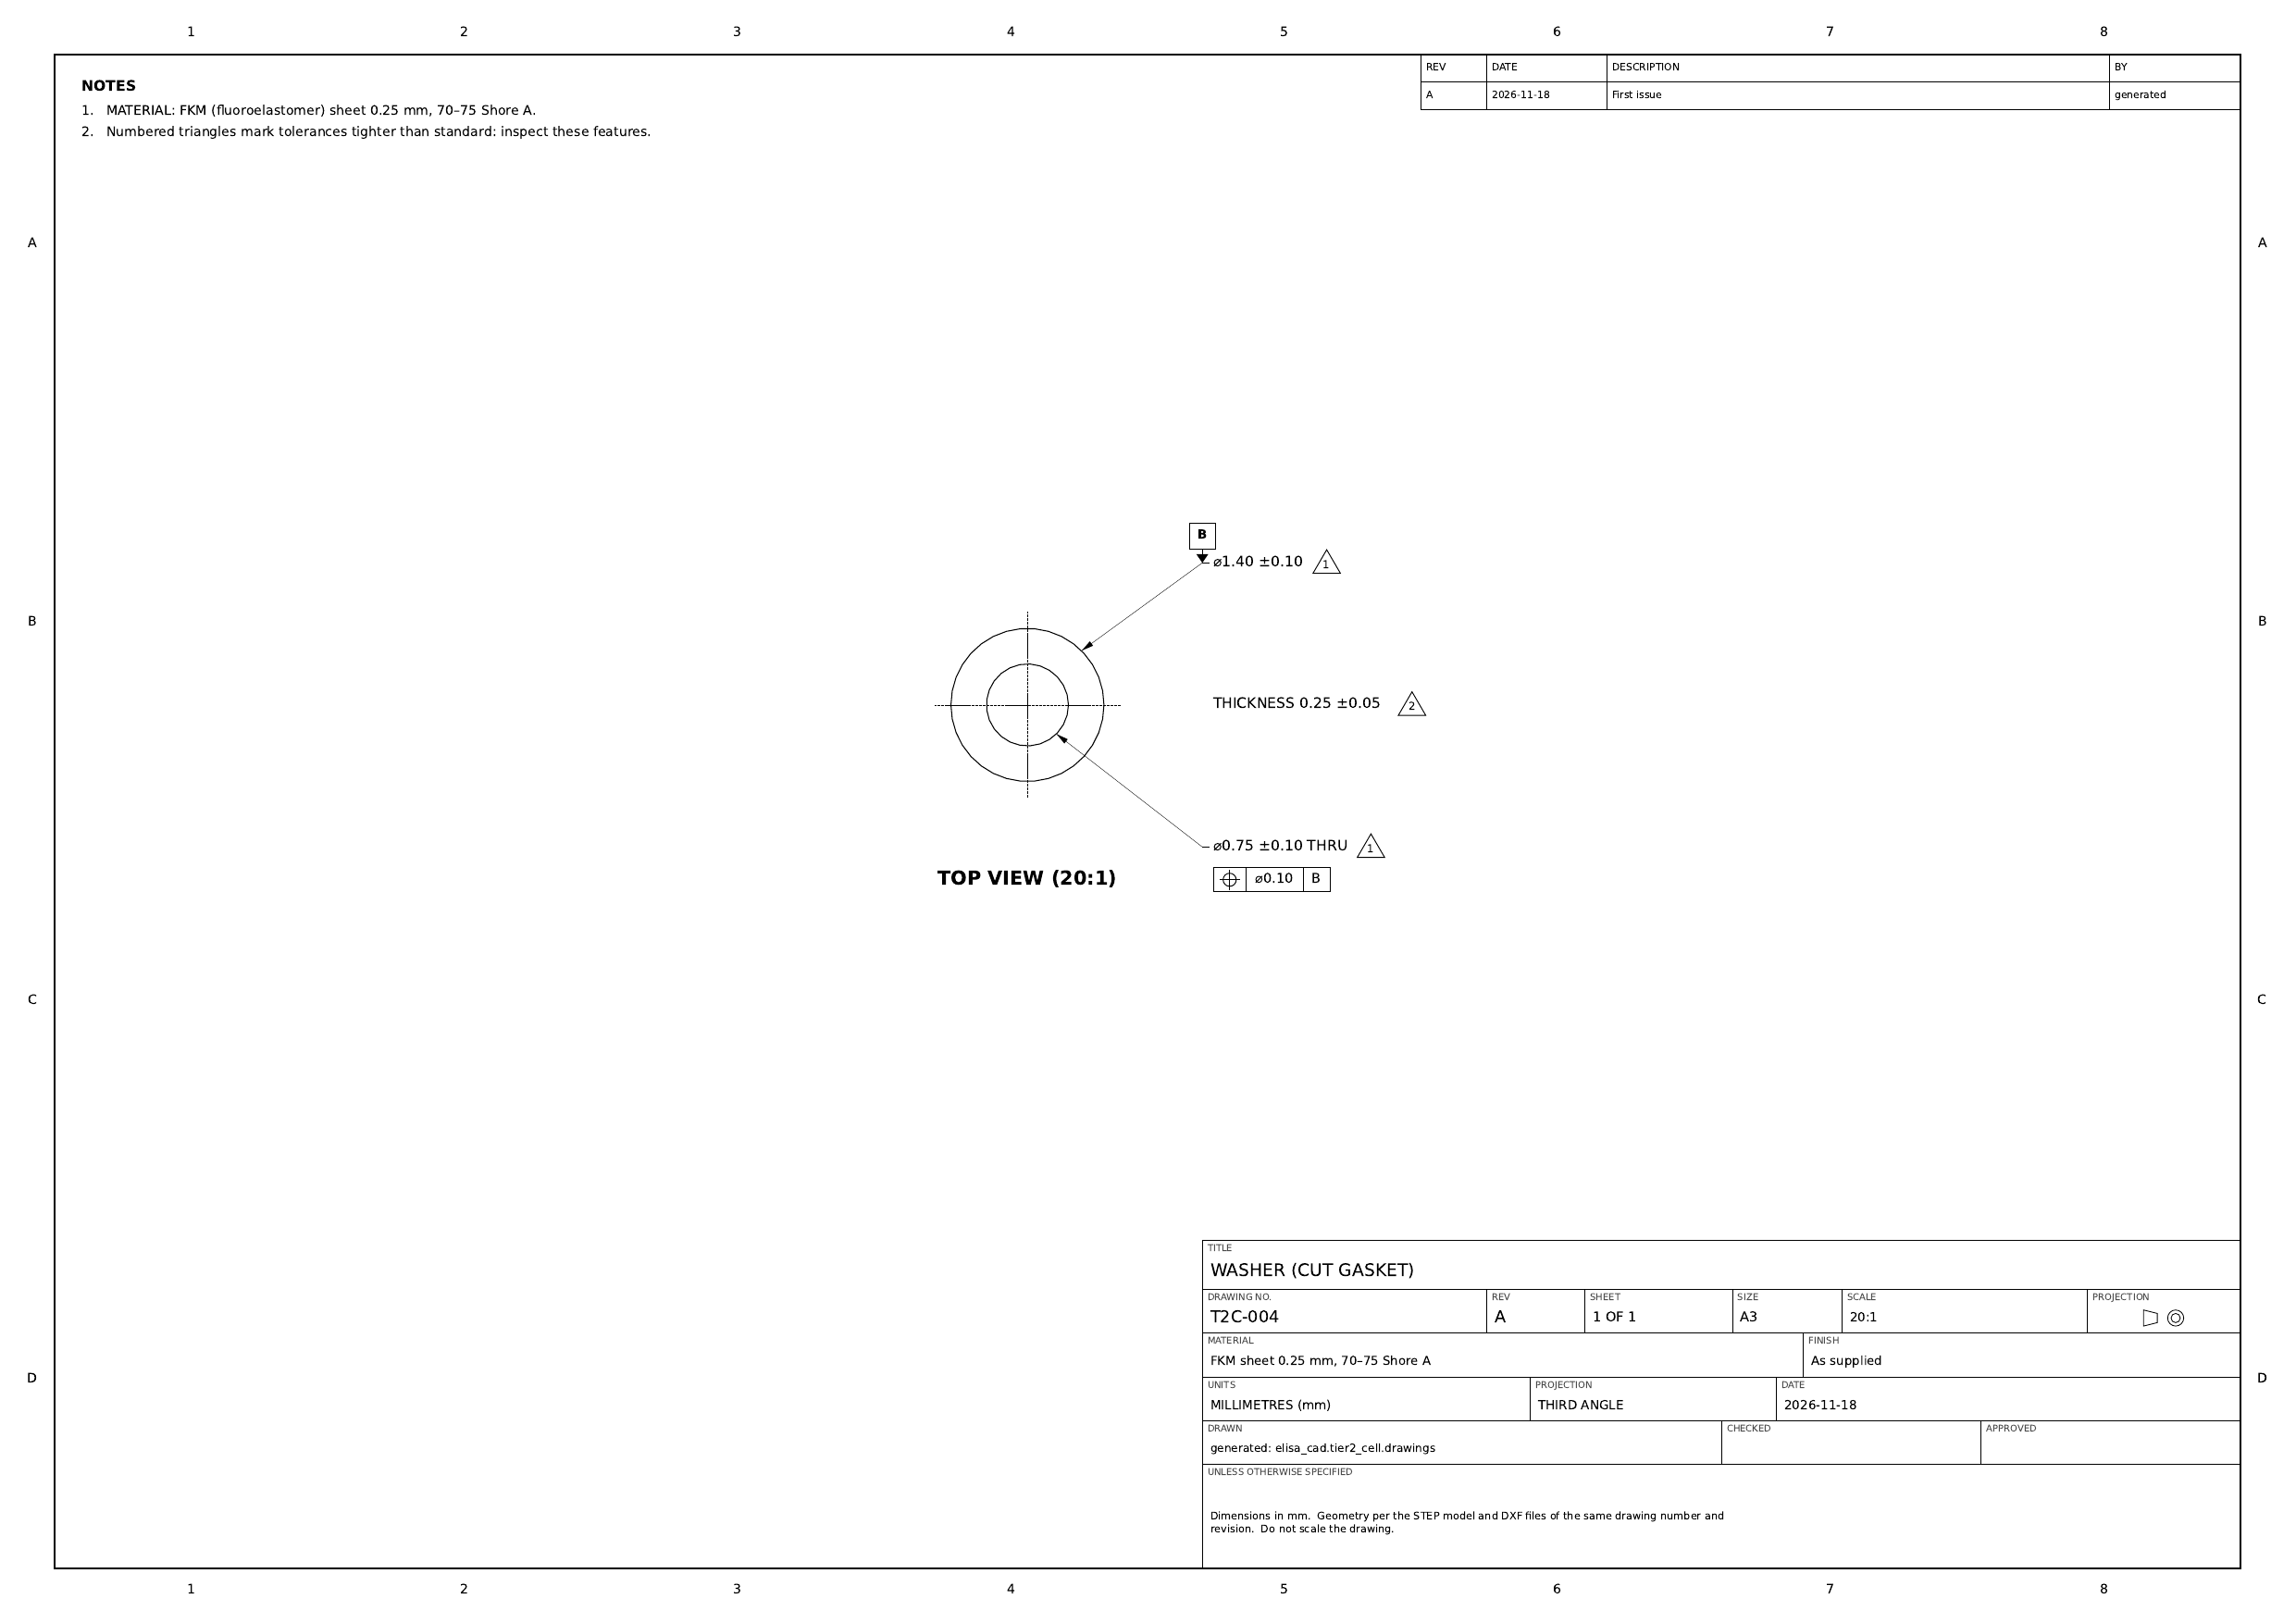 1 2 3 4 5 6 7 8
NOTES
1. MATERIAL: FKM (fluoroelastomer) sheet 0.25 mm, 70–75 Shore A.
2. Numbered triangles mark tolerances tighter than standard: inspect these features.
REV DATE DESCRIPTION BY
A 2026-11-18 First issue generated
A A
B
⌀1.40 ±0.10 1
B B
THICKNESS 0.25 ±0.05 2
⌀0.75 ±0.10 THRU 1
TOP VIEW (20:1) ⌖ ⌀0.10 B
C C
TITLE
WASHER (CUT GASKET)
DRAWING NO. REV SHEET SIZE SCALE PROJECTION
T2C-004 A 1 OF 1 A3 20:1
MATERIAL FINISH
FKM sheet 0.25 mm, 70–75 Shore A As supplied
D D
UNITS PROJECTION DATE
MILLIMETRES (mm) THIRD ANGLE 2026-11-18
DRAWN CHECKED APPROVED
generated: elisa_cad.tier2_cell.drawings
UNLESS OTHERWISE SPECIFIED
Dimensions in mm. Geometry per the STEP model and DXF files of the same drawing number and
revision. Do not scale the drawing.
1 2 3 4 5 6 7 8